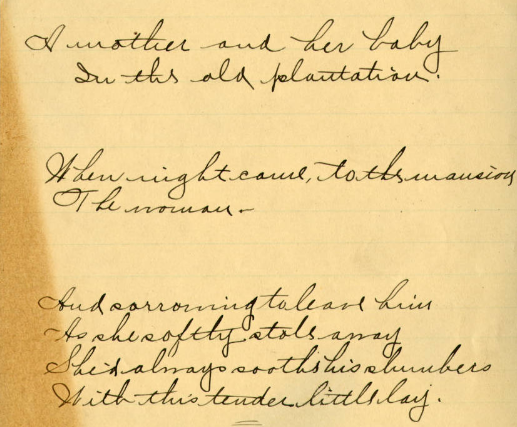 A mother and her baby
In the old plantation.
When night came, to the mansion
The woman -
And sorrowing to leave him
As she softly stole away
She'd always soothe his slumbers
With this tender little lay.